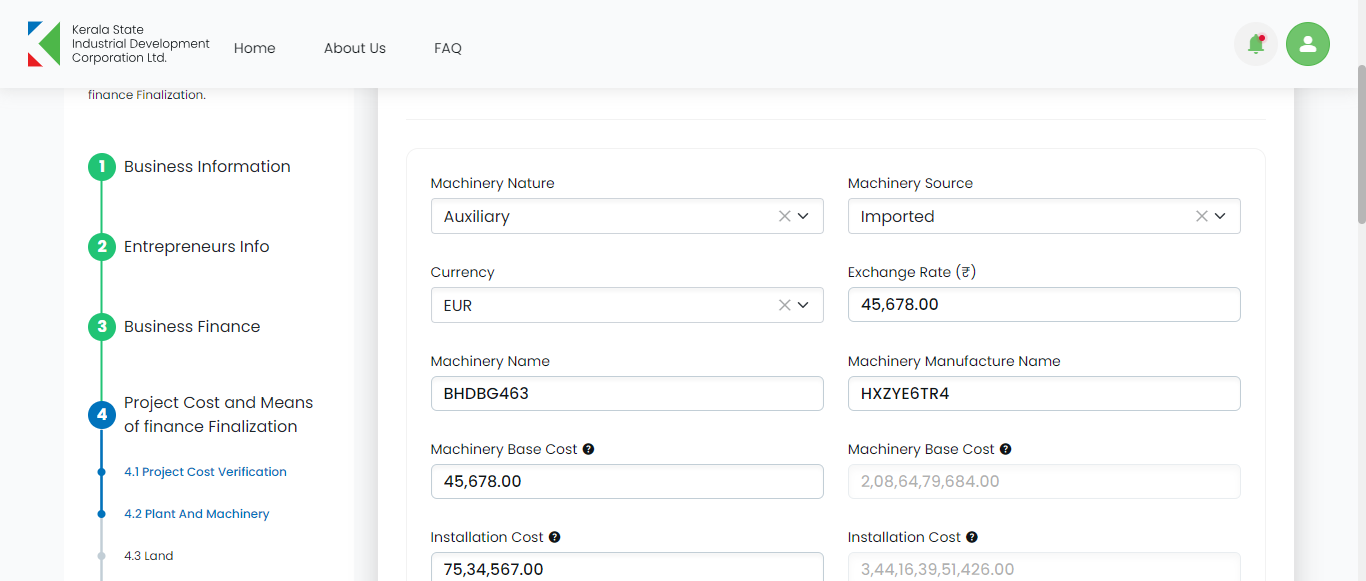 Kerala State
Industrial Development
Corporation Ltd.
Home
About Us
FAQ
finance Finalization.
1 Business Information
2 Entrepreneurs Info
3 Business Finance
4 Project Cost and Means
of finance Finalization
4.1 Project Cost Verification
4.2 Plant And Machinery
4.3 Land
Machinery Nature
Auxiliary
Machinery Source
Imported
Currency
EUR
Exchange Rate (₹)
45,678.00
Machinery Name
BHDBG463
Machinery Manufacture Name
HXZYE6TR4
Machinery Base Cost ?
45,678.00
Machinery Base Cost ?
2,08,64,79,684.00
Installation Cost ?
75,34,567.00
Installation Cost ?
3,44,16,39,51,426.00